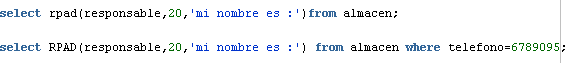 select rpad(responsable,20,'mi nombre es :')from almacen;
select RPAD(responsable,20,'mi nombre es :') from almacen where telefono=6789095;